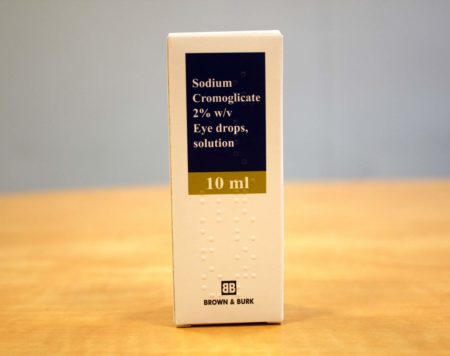 Sodium
Cromoglicate
2% w/v
Eye drops,
solution
10 ml
BB
BROWN & BURK